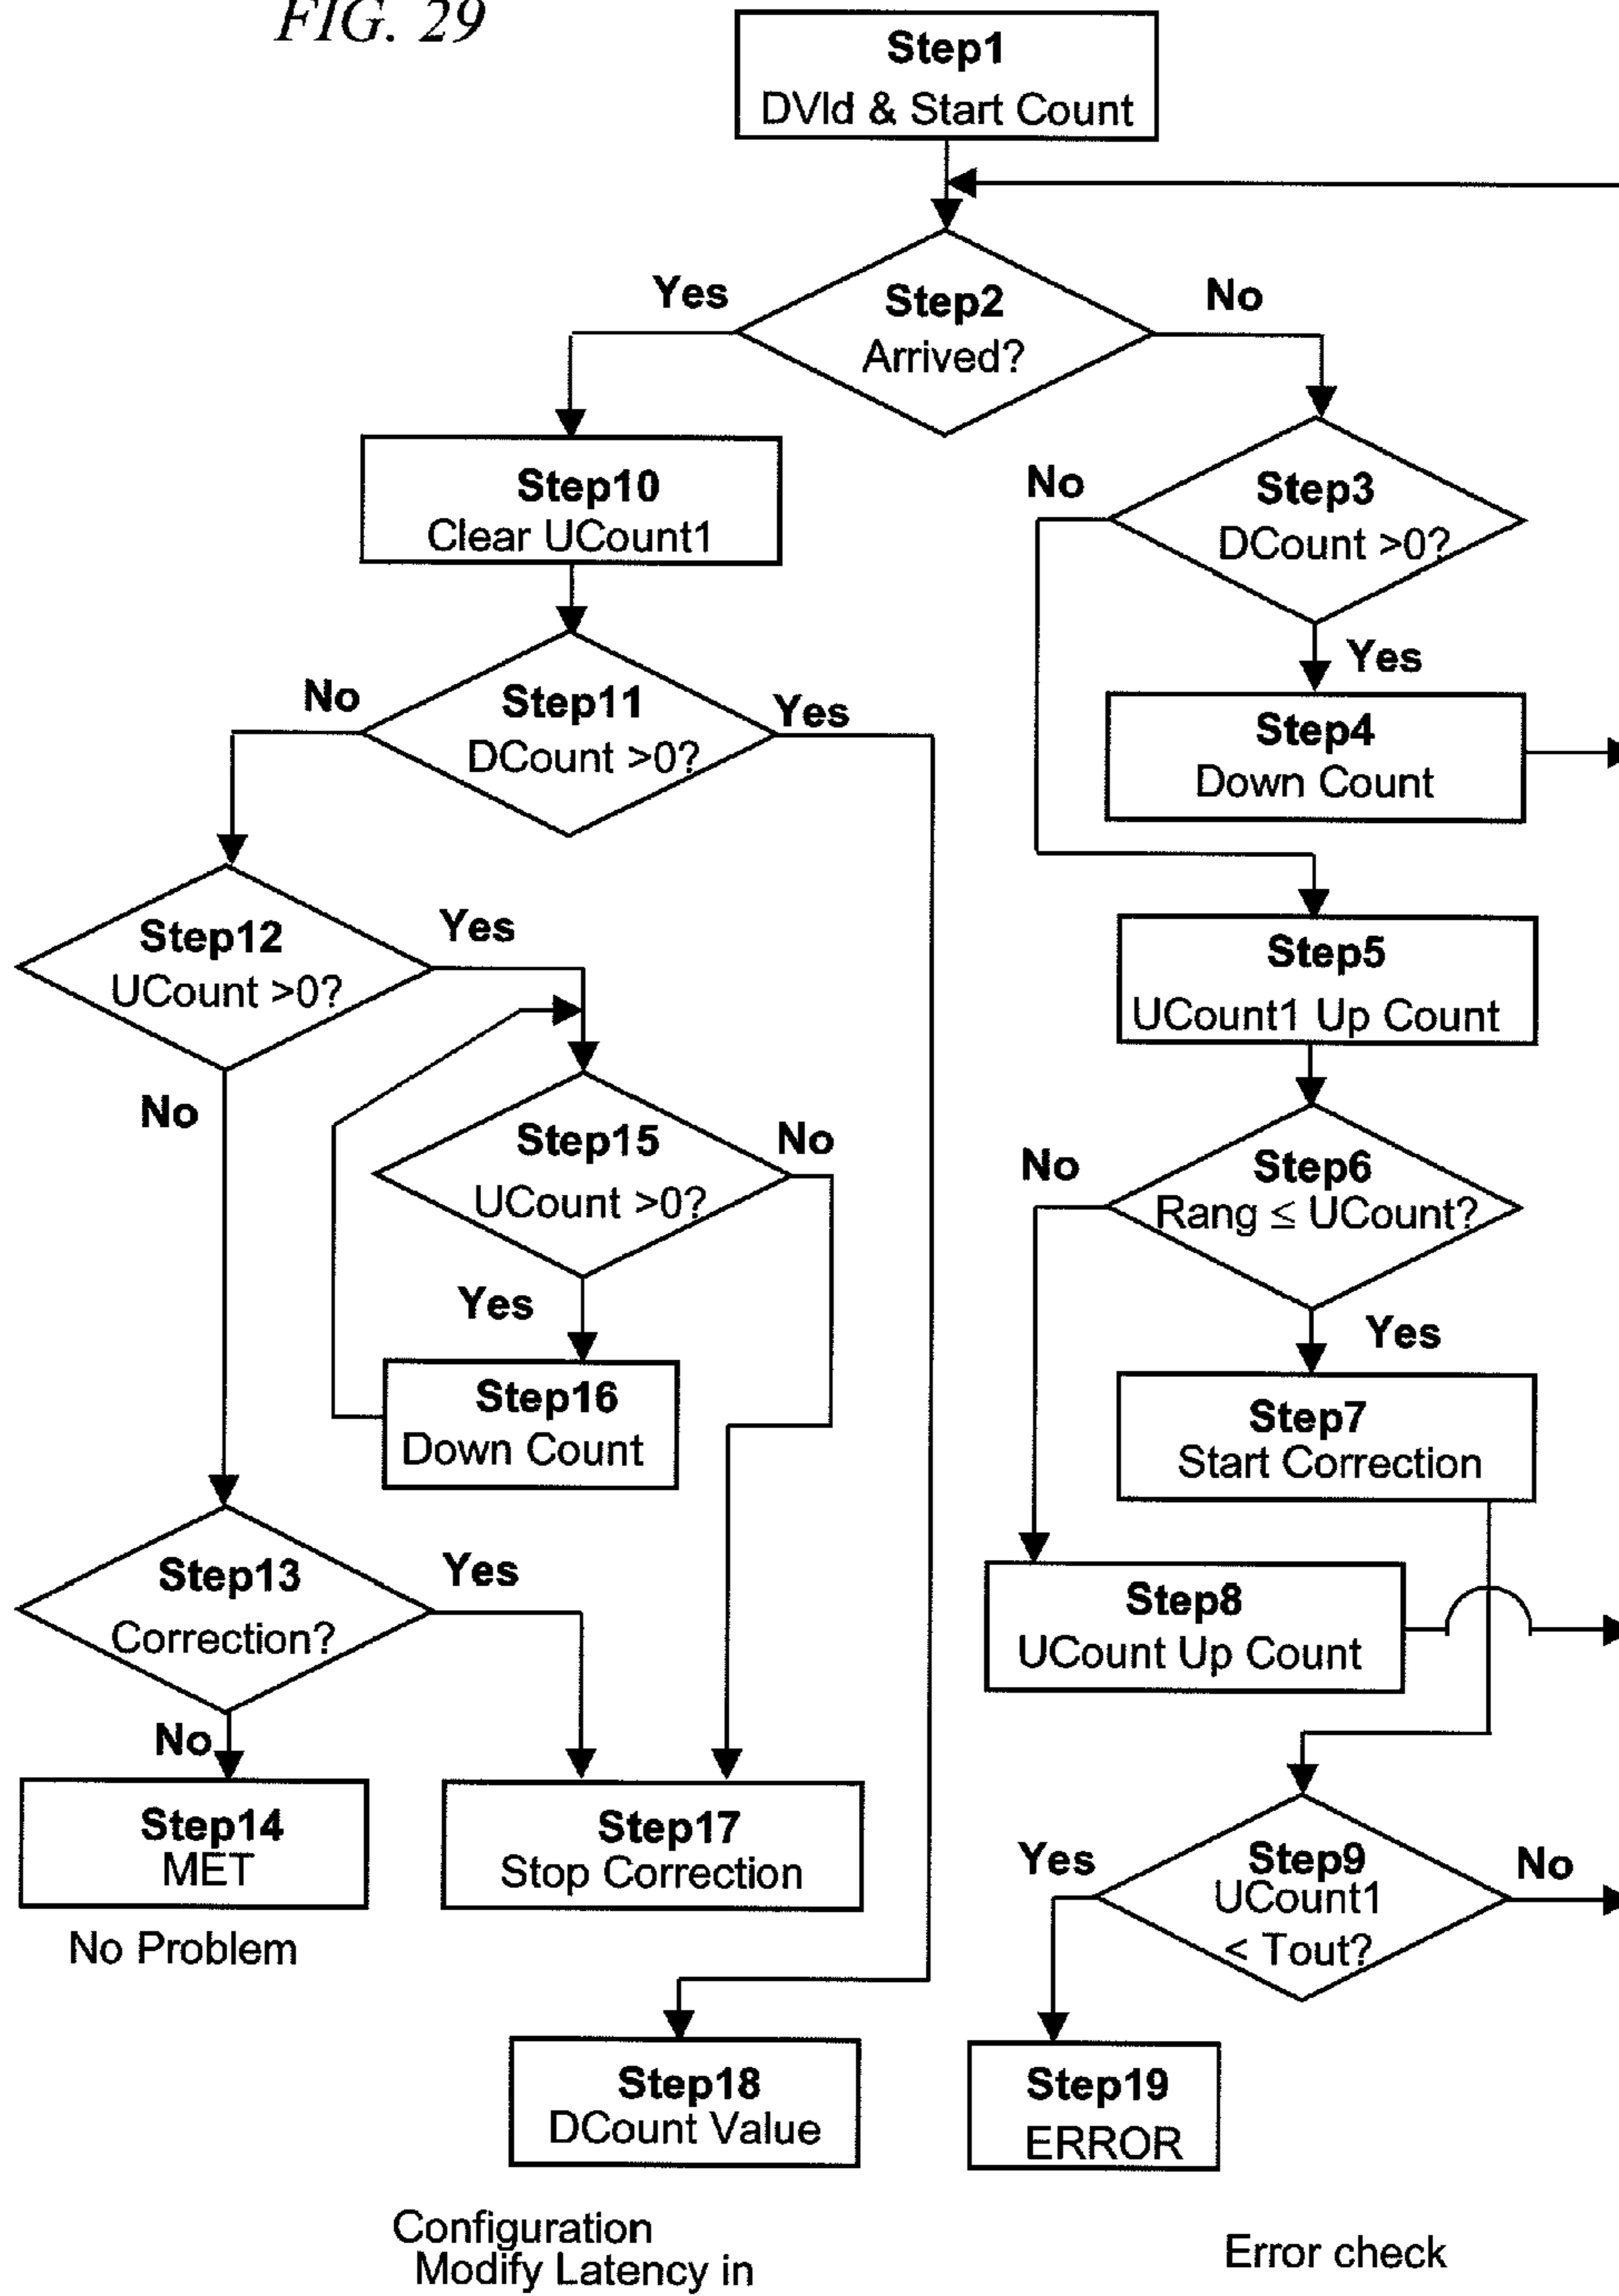 FIG. 29
Step1
DVld & Start Count
Step2
Arrived?
Yes
No
Step10
Clear UCount1
Step3
DCount >0?
No
Yes
Step11
DCount >0?
No
Yes
Step4
Down Count
Step12
UCount >0?
Yes
No
Step5
UCount1 Up Count
Step15
UCount >0?
No
Yes
Step6
Rang ≤ UCount?
No
Yes
Step16
Down Count
Step7
Start Correction
Step13
Correction?
Yes
No
Step8
UCount Up Count
Step14
MET
No Problem
Step17
Stop Correction
Step9
UCount1
< Tout?
Yes
No
Step18
DCount Value
Step19
ERROR
Configuration
Modify Latency in
Error check